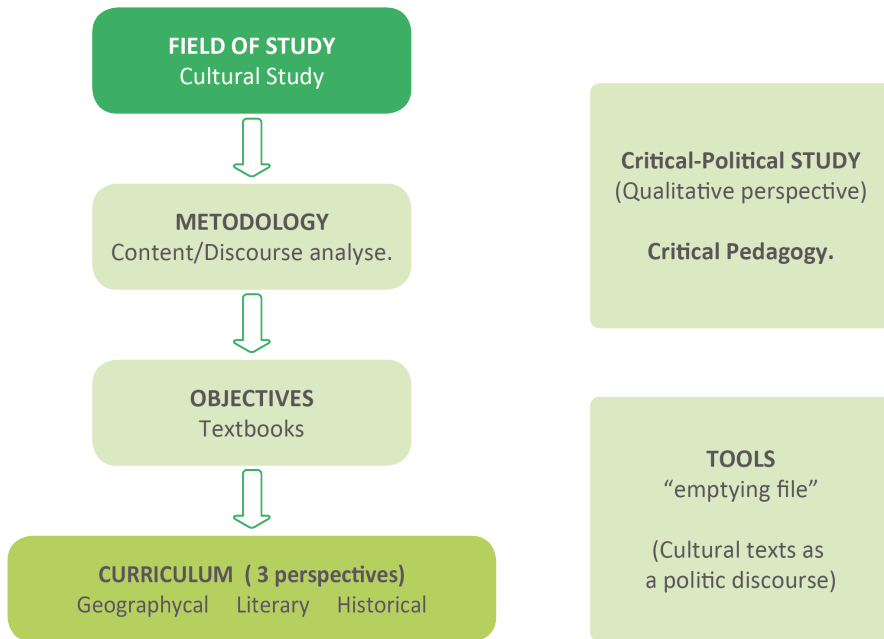 FIELD OF STUDY
Cultural Study
METODOLOGY
Content/Discourse analyse.
OBJECTIVES
Textbooks
CURRICULUM ( 3 perspectives)
Geographycal Literary Historical
Critical-Political STUDY
(Qualitative perspective)
Critical Pedagogy.
TOOLS
“emptying file”
(Cultural texts as
a politic discourse)